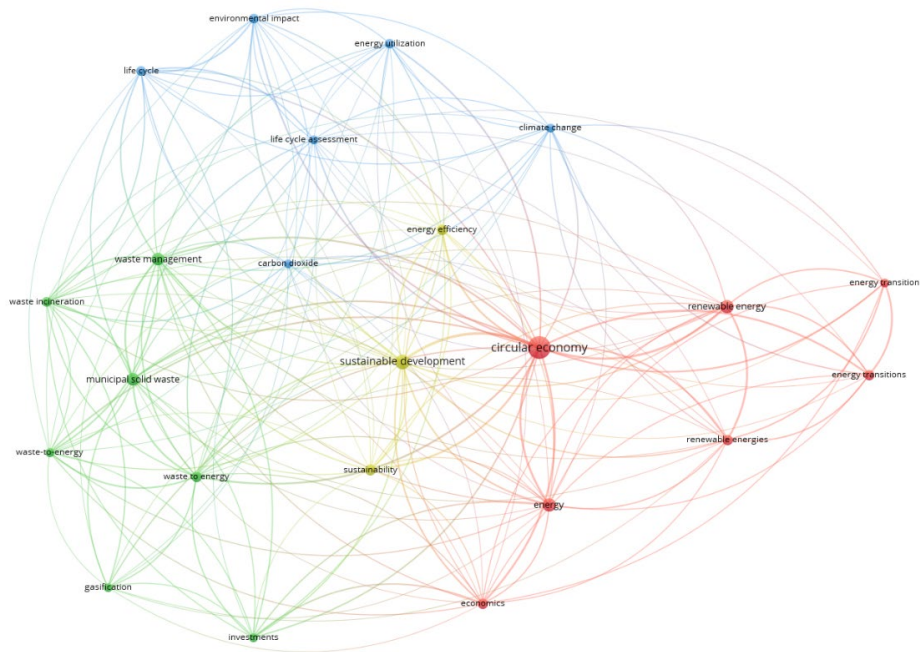 environmental impact
energy utilization
life cycle
climate change
life cycle assessment
energy efficiency
waste management
carbon dioxide
energy transition
waste incineration
renewable energy
circular economy
sustainable development
energy transitions
municipal solid waste
renewable energies
waste-to-energy
sustainability
waste to energy
energy
gasification
economics
investments